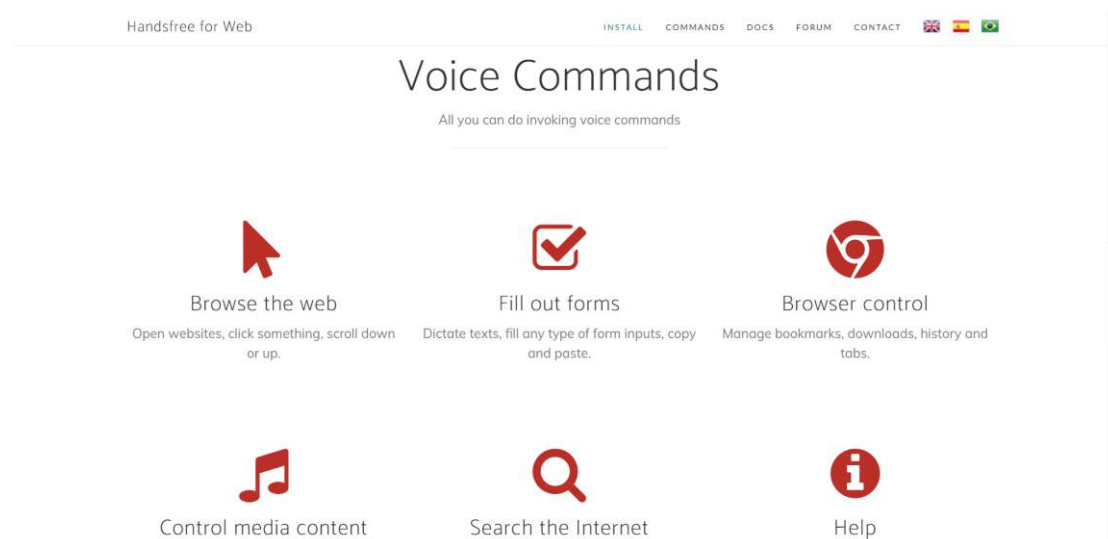 Handsfree for Web
INSTALL COMMANDS DOCS FORUM CONTACT
Voice Commands
All you can do invoking voice commands
Browse the web
Open websites, click something, scroll down
or up.
Fill out forms
Dictate texts, fill any type of form inputs, copy
and paste.
Browser control
Manage bookmarks, downloads, history and
tabs.
Control media content
Search the Internet
Help